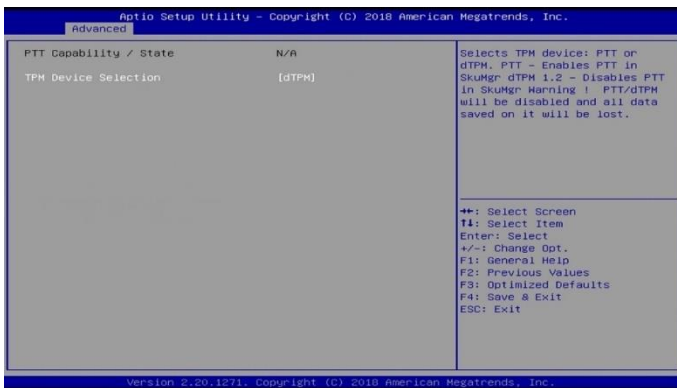 Aptio Setup Utility – Copyright (C) 2018 American Megatrends, Inc.
Advanced
PTT Capability / State N/A
TPM Device Selection [dTPM]
Selects TPM device: PTT or
dTPM. PTT - Enables PTT in
SkuMgr dTPM 1.2 - Disables PTT
in SkuMgr Warning ! PTT/dTPM
will be disabled and all data
saved on it will be lost.
→←: Select Screen
↑↓: Select Item
Enter: Select
+/-: Change Opt.
F1: General Help
F2: Previous Values
F3: Optimized Defaults
F4: Save & Exit
ESC: Exit
Version 2.20.1271. Copyright (C) 2018 American Megatrends, Inc.